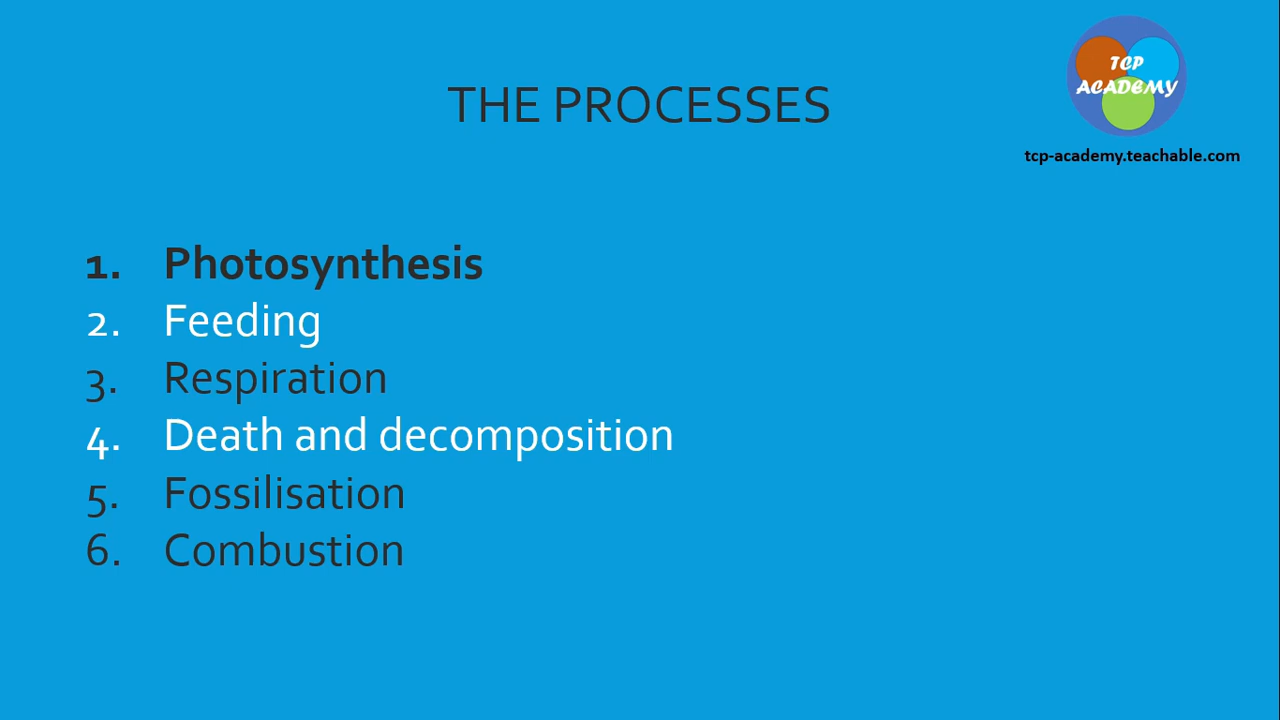 TCP
ACADEMY
THE PROCESSES
tcp-academy.teachable.com
1. Photosynthesis
2. Feeding
3. Respiration
4. Death and decomposition
5. Fossilisation
6. Combustion